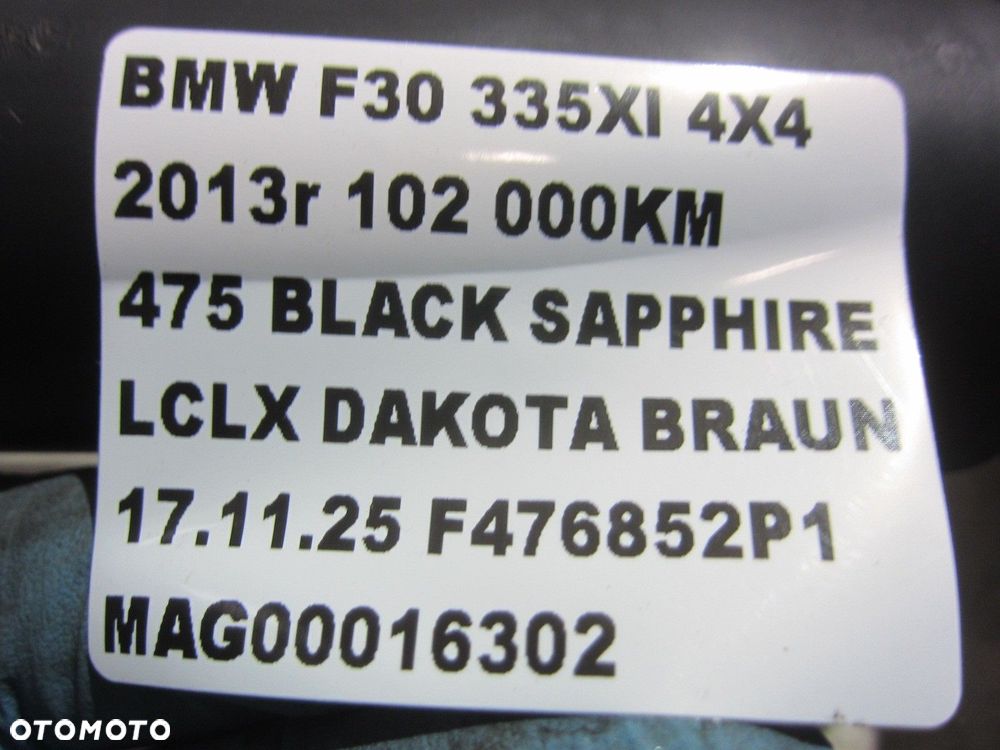 BMW F30 335XI 4X4
2013r 102 000KM
475 BLACK SAPPHIRE
LCLX DAKOTA BRAUN
17.11.25 F476852P1
MAG00016302
OTOMOTO